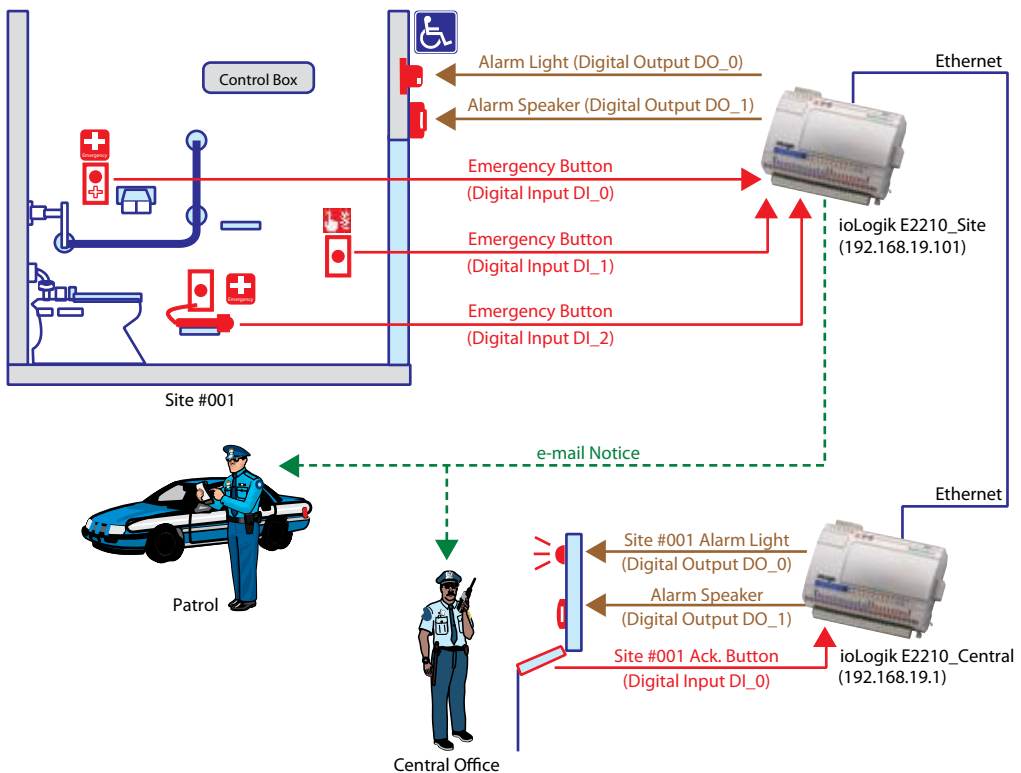 Control Box
Emergency
Emergency
Site #001
Alarm Light (Digital Output DO_0)
Alarm Speaker (Digital Output DO_1)
Emergency Button
(Digital Input DI_0)
Emergency Button
(Digital Input DI_1)
Emergency Button
(Digital Input DI_2)
Ethernet
ioLogik E2210_Site
(192.168.19.101)
e-mail Notice
Patrol
Central Office
Ethernet
Site #001 Alarm Light
(Digital Output DO_0)
Alarm Speaker
(Digital Output DO_1)
Site #001 Ack. Button
(Digital Input DI_0)
ioLogik E2210_Central
(192.168.19.1)